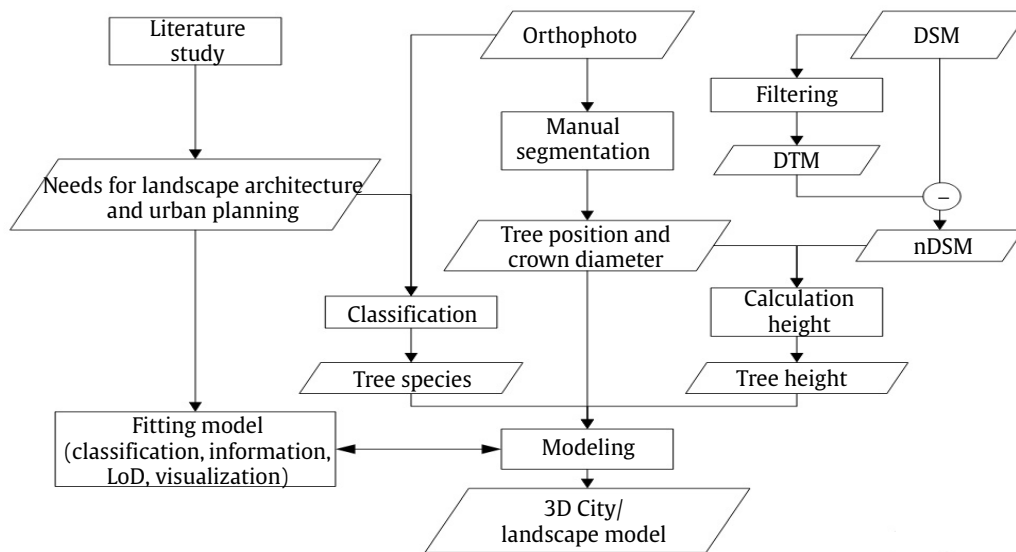 Literature
study
Orthophoto
DSM
Filtering
Manual
segmentation
DTM
Needs for landscape architecture
and urban planning
−
Tree position and
crown diameter
nDSM
Classification
Calculation
height
Tree species
Tree height
Fitting model
(classification, information,
LoD, visualization)
Modeling
3D City/
landscape model